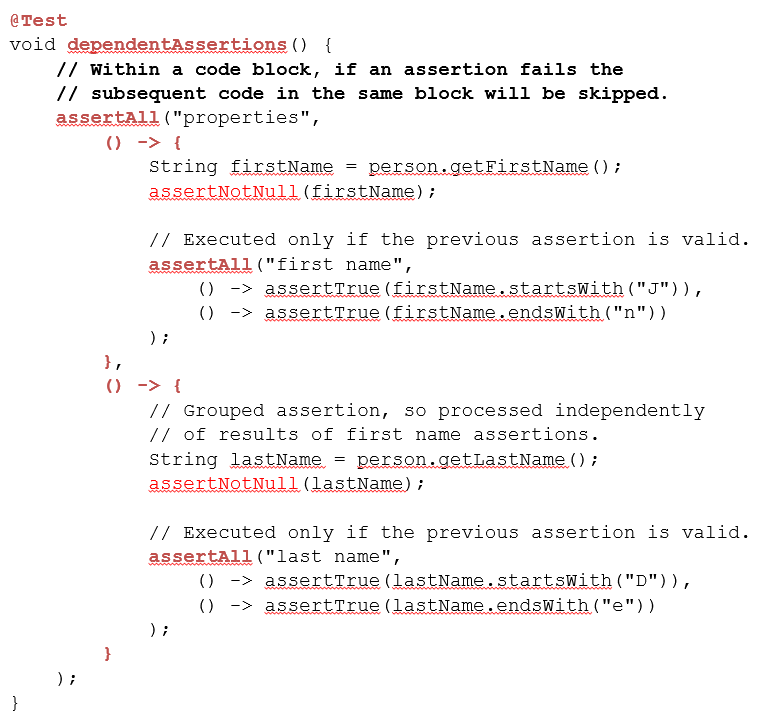 @Test
void dependentAssertions() {
    // Within a code block, if an assertion fails the
    // subsequent code in the same block will be skipped.
    assertAll("properties",
        () -> {
            String firstName = person.getFirstName();
            assertNotNull(firstName);

            // Executed only if the previous assertion is valid.
            assertAll("first name",
                () -> assertTrue(firstName.startsWith("J")),
                () -> assertTrue(firstName.endsWith("n"))
            );
        },
        () -> {
            // Grouped assertion, so processed independently
            // of results of first name assertions.
            String lastName = person.getLastName();
            assertNotNull(lastName);

            // Executed only if the previous assertion is valid.
            assertAll("last name",
                () -> assertTrue(lastName.startsWith("D")),
                () -> assertTrue(lastName.endsWith("e"))
            );
        }
    );
}